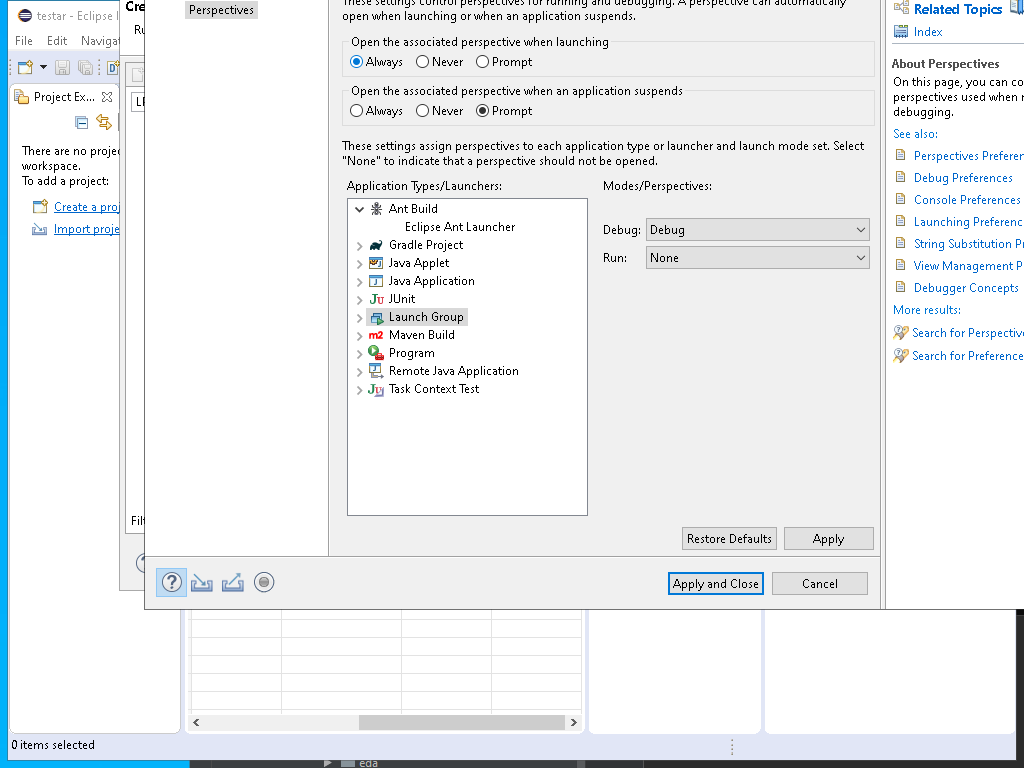 testar - Eclipse I
File Edit Navigat
Project Ex...
There are no proje
workspace.
To add a project:
Create a proj
Import proje
0 items selected
Cre
Ru
Filt
Perspectives
These settings control perspectives for running and debugging. A perspective can automatically
open when launching or when an application suspends.
Open the associated perspective when launching
Always Never Prompt
Open the associated perspective when an application suspends
Always Never Prompt
These settings assign perspectives to each application type or launcher and launch mode set. Select
"None" to indicate that a perspective should not be opened.
Application Types/Launchers:
Ant Build
Eclipse Ant Launcher
Gradle Project
Java Applet
Java Application
JUnit
Launch Group
Maven Build
Program
Remote Java Application
Task Context Test
Modes/Perspectives:
Debug: Debug
Run: None
Restore Defaults Apply
Apply and Close Cancel
Related Topics
Index
About Perspectives
On this page, you can co
perspectives used when r
debugging.
See also:
Perspectives Preferen
Debug Preferences
Console Preferences
Launching Preferenc
String Substitution Pr
View Management P
Debugger Concepts
More results:
Search for Perspective
Search for Preference
eda